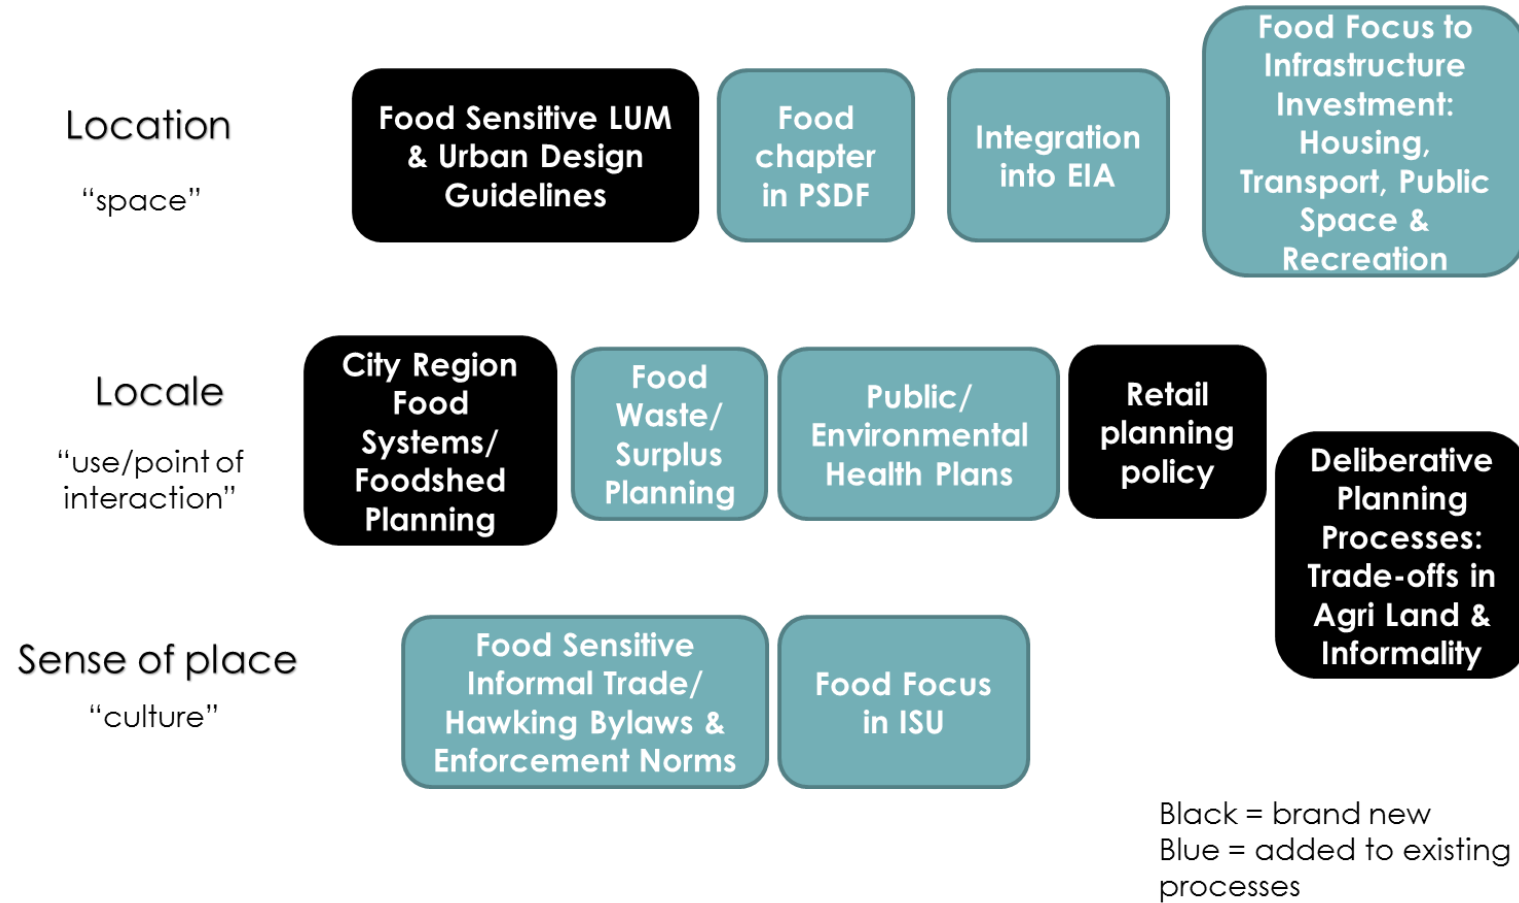 Location
“space”
Food Sensitive LUM
& Urban Design
Guidelines
Food
chapter
in PSDF
Integration
into EIA
Food Focus to
Infrastructure
Investment:
Housing,
Transport, Public
Space &
Recreation
Locale
“use/point of
interaction”
City Region
Food
Systems/
Foodshed
Planning
Food
Waste/
Surplus
Planning
Public/
Environmental
Health Plans
Retail
planning
policy
Deliberative
Planning
Processes:
Trade-offs in
Agri Land &
Informality
Sense of place
“culture”
Food Sensitive
Informal Trade/
Hawking Bylaws &
Enforcement Norms
Food Focus
in ISU
Black = brand new
Blue = added to existing
processes